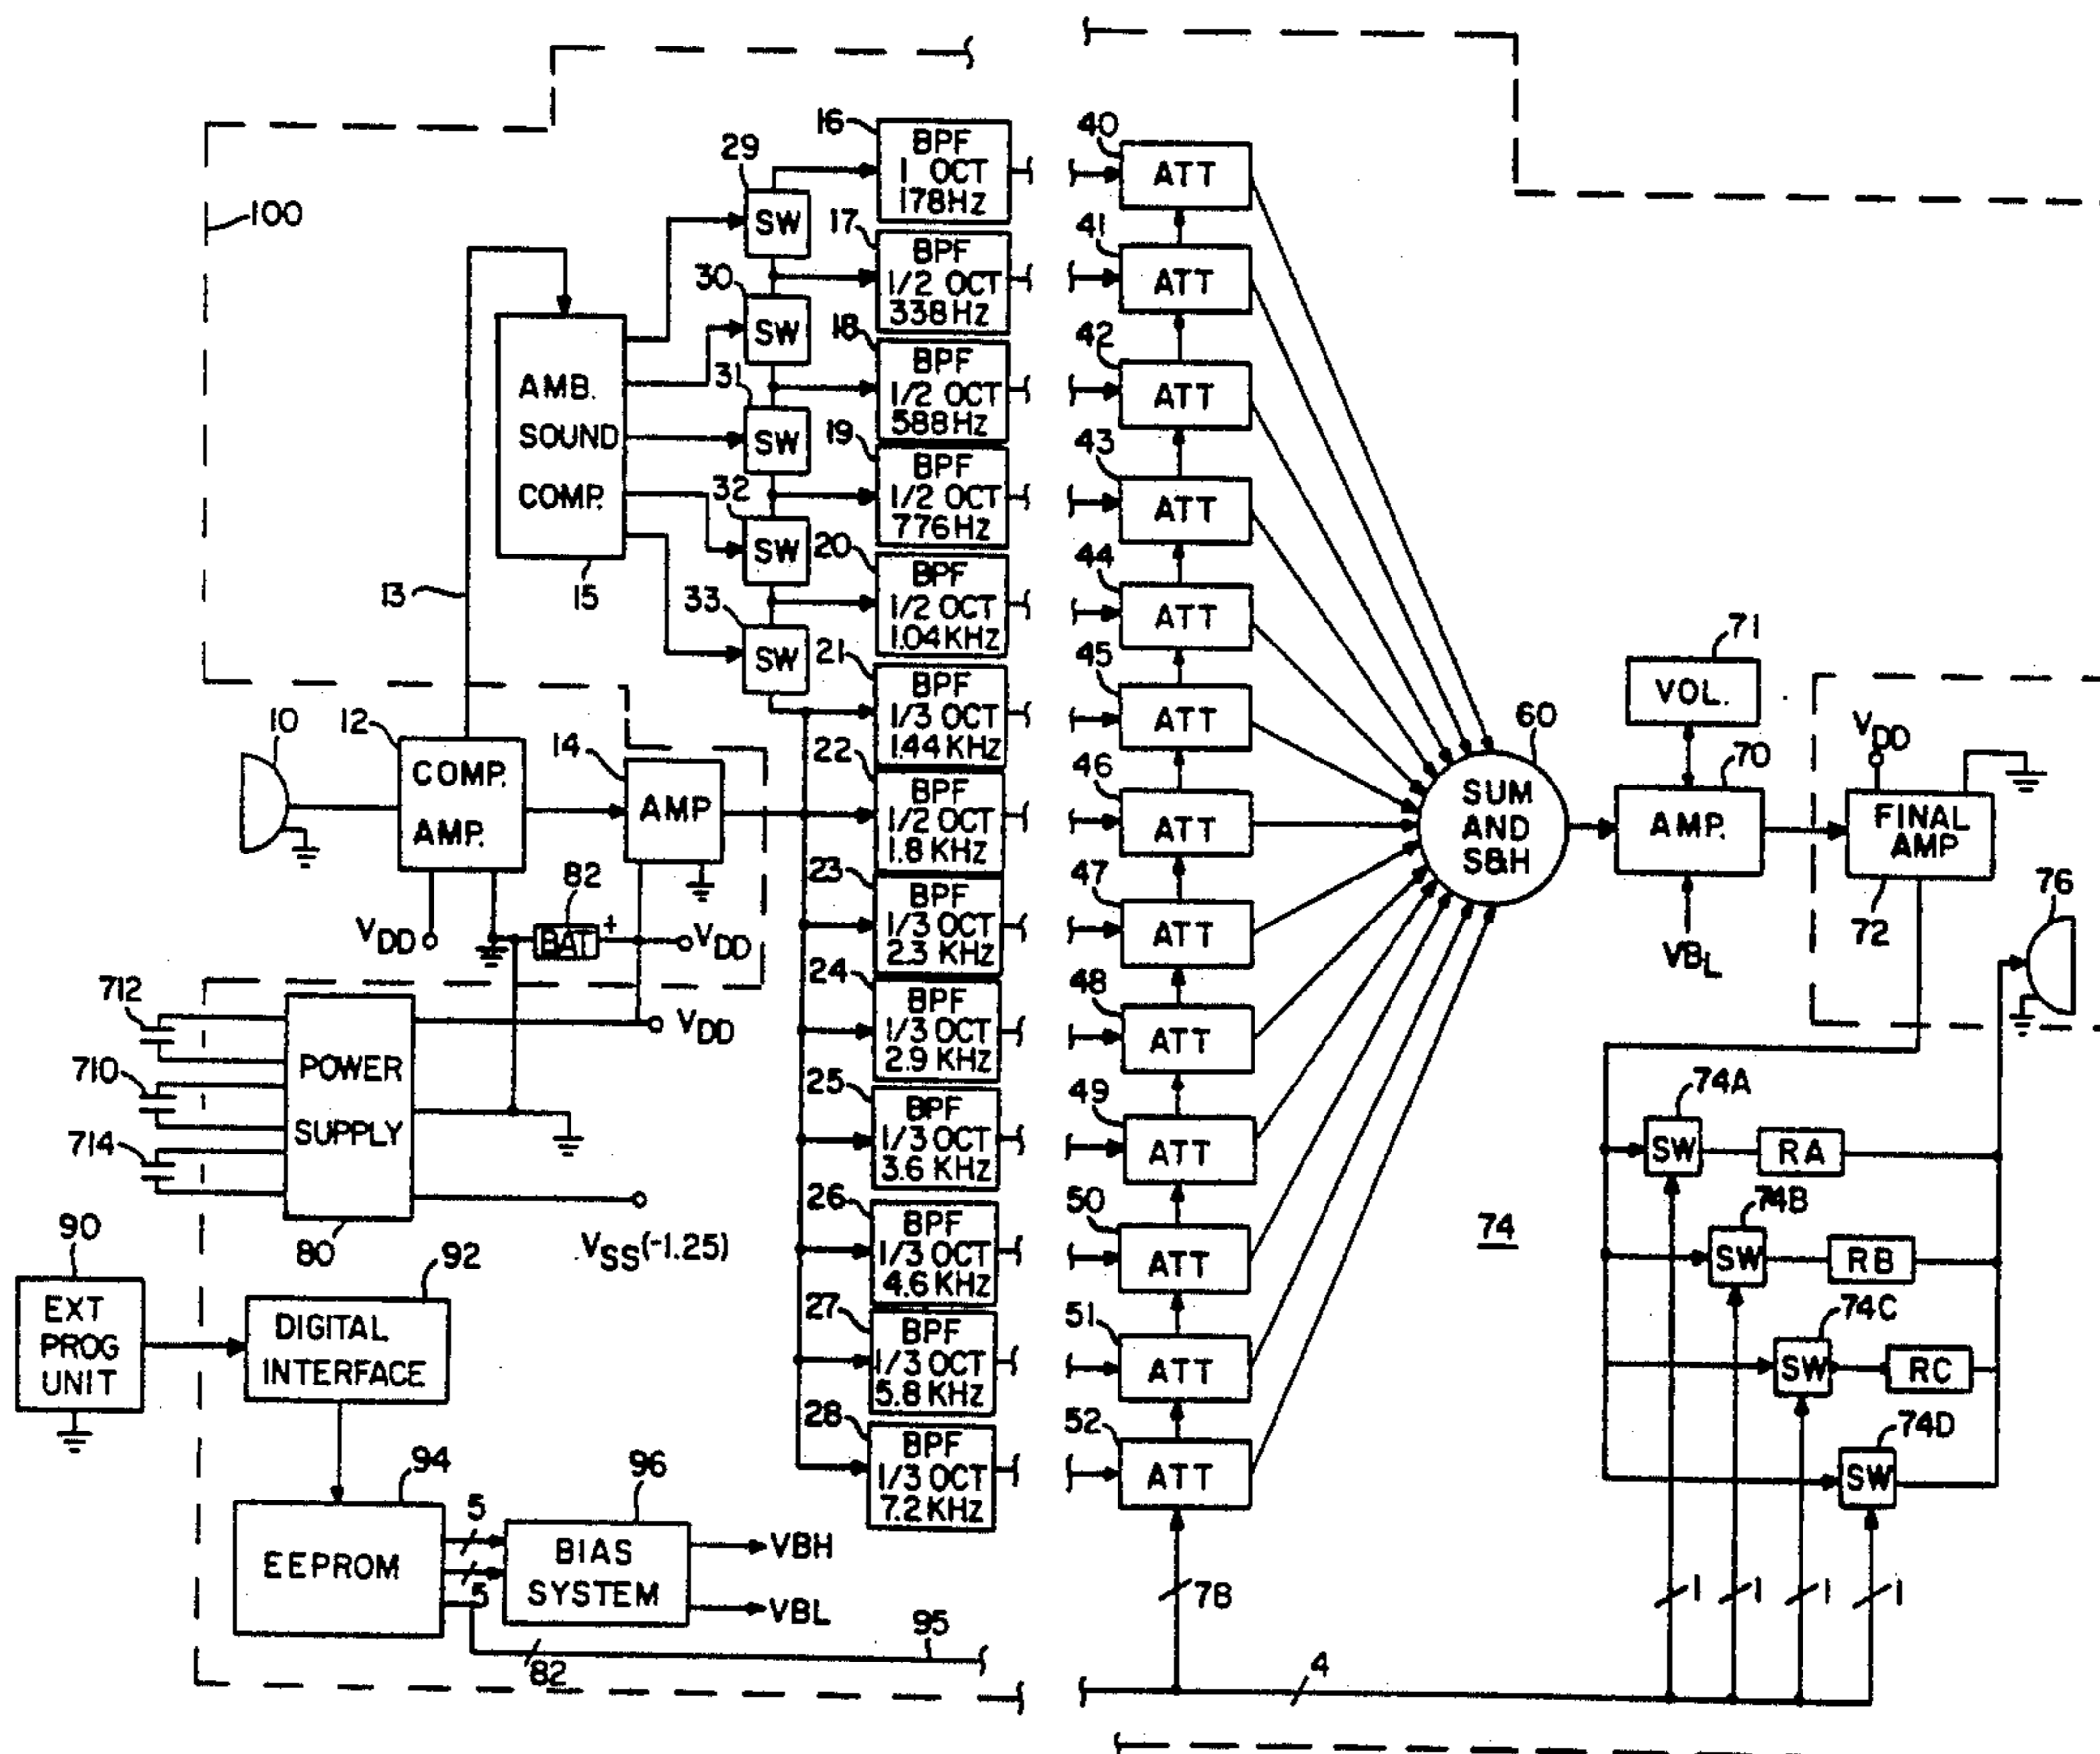 100
29
SW
30
SW
31
SW
32
SW
33
SW
AMB.
SOUND
COMP.
13
15
16
BPF
1 OCT
178HZ
17
BPF
1/2 OCT
338HZ
18
BPF
1/2 OCT
588HZ
19
BPF
1/2 OCT
776HZ
20
BPF
1/2 OCT
1.04KHZ
21
BPF
1/3 OCT
1.44KHZ
22
BPF
1/2 OCT
1.8 KHZ
23
BPF
1/3 OCT
2.3 KHZ
24
BPF
1/3 OCT
2.9 KHZ
25
BPF
1/3 OCT
3.6 KHZ
26
BPF
1/3 OCT
4.6 KHZ
27
BPF
1/3 OCT
5.8 KHZ
28
BPF
1/3 OCT
7.2 KHZ
10
12
COMP.
AMP.
14
AMP
VDD
82
BAT
+
VDD
712
710
714
POWER
SUPPLY
80
VDD
VSS(-1.25)
90
EXT
PROG
UNIT
92
DIGITAL
INTERFACE
94
EEPROM
5
5
96
BIAS
SYSTEM
VBH
VBL
82
95
40
ATT
41
ATT
42
ATT
43
ATT
44
ATT
45
ATT
46
ATT
47
ATT
48
ATT
49
ATT
50
ATT
51
ATT
52
ATT
78
4
60
SUM
AND
S&H
71
VOL.
70
AMP.
VBL
VDD
FINAL
AMP
72
76
74
74A
SW
RA
74B
SW
RB
74C
SW
RC
74D
SW
1
1
1
1